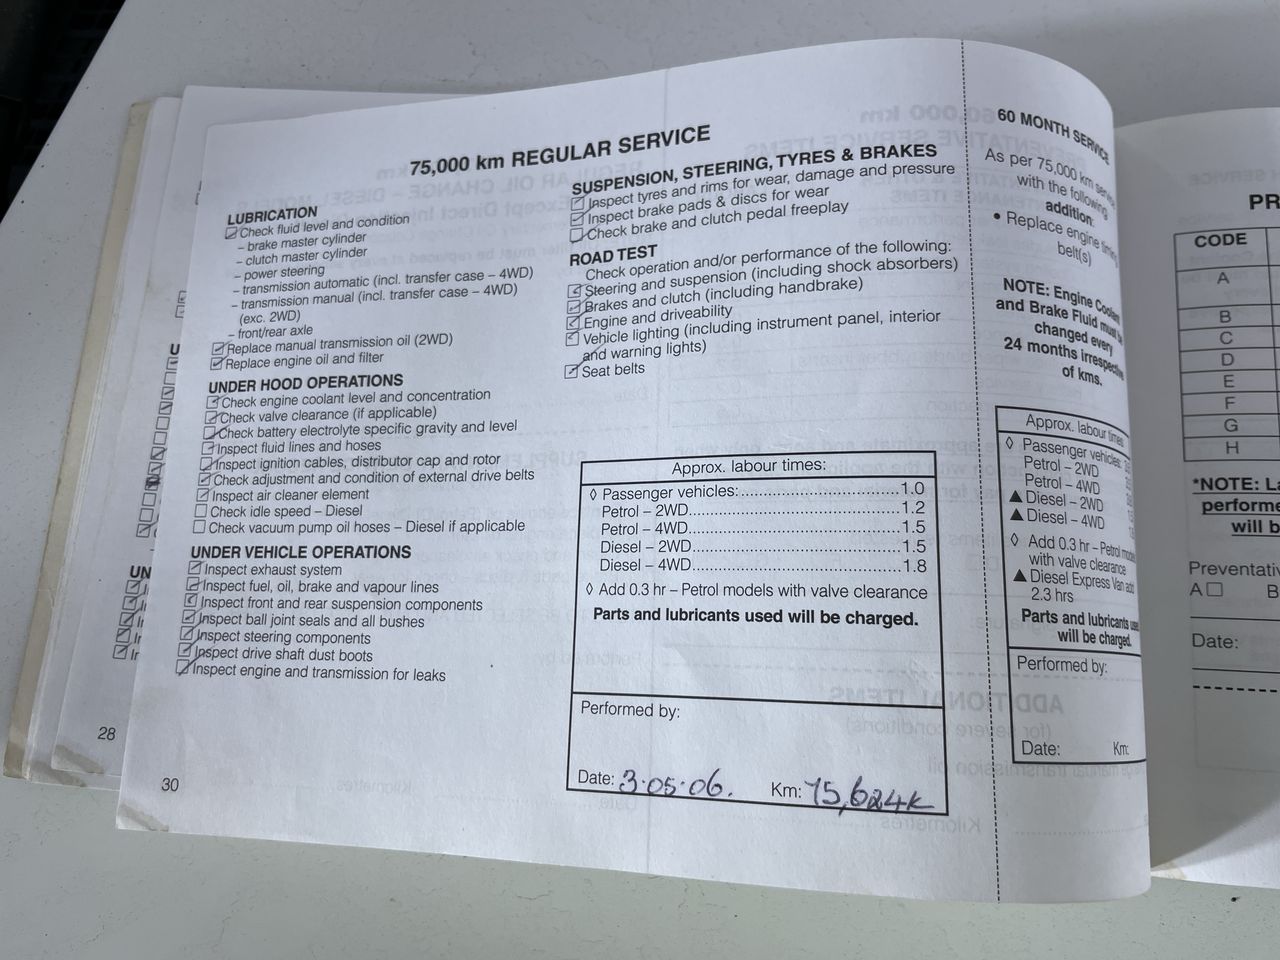 75,000 km REGULAR SERVICE
LUBRICATION
Check fluid level and condition
– brake master cylinder
– clutch master cylinder
– power steering
– transmission automatic (incl. transfer case – 4WD)
– transmission manual (incl. transfer case – 4WD)
(exc. 2WD)
– front/rear axle
Replace manual transmission oil (2WD)
Replace engine oil and filter
UNDER HOOD OPERATIONS
Check engine coolant level and concentration
Check valve clearance (if applicable)
Check battery electrolyte specific gravity and level
Inspect fluid lines and hoses
Inspect ignition cables, distributor cap and rotor
Check adjustment and condition of external drive belts
Inspect air cleaner element
Check idle speed – Diesel
Check vacuum pump oil hoses – Diesel if applicable
UNDER VEHICLE OPERATIONS
Inspect exhaust system
Inspect fuel, oil, brake and vapour lines
Inspect front and rear suspension components
Inspect ball joint seals and all bushes
Inspect steering components
Inspect drive shaft dust boots
Inspect engine and transmission for leaks
SUSPENSION, STEERING, TYRES & BRAKES
Inspect tyres and rims for wear, damage and pressure
Inspect brake pads & discs for wear
Check brake and clutch pedal freeplay
ROAD TEST
Check operation and/or performance of the following:
Steering and suspension (including shock absorbers)
Brakes and clutch (including handbrake)
Engine and driveability
Vehicle lighting (including instrument panel, interior
and warning lights)
Seat belts
Approx. labour times:
◊ Passenger vehicles:..............................1.0
Petrol – 2WD..........................................1.2
Petrol – 4WD..........................................1.5
Diesel – 2WD.........................................1.5
Diesel – 4WD.........................................1.8
◊ Add 0.3 hr – Petrol models with valve clearance
Parts and lubricants used will be charged.
Performed by:
Date: 3·05·06. Km: 75,624K
30
28
UN
60 MONTH SERVICE
As per 75,000 km service
with the following
addition:
• Replace engine timing
belt(s)
NOTE: Engine Coolant
and Brake Fluid must be
changed every
24 months irrespective
of kms.
Approx. labour times:
◊ Passenger vehicles:
Petrol – 2WD
Petrol – 4WD
▲ Diesel – 2WD
▲ Diesel – 4WD
◊ Add 0.3 hr – Petrol
with valve clearance
▲ Diesel Express Van add
2.3 hrs
Parts and lubricants
will be charged.
Performed by:
Date: Km:
PR
CODE
A
B
C
D
E
F
G
H
*NOTE: La
performe
will b
Preventativ
A☐ B
Date: